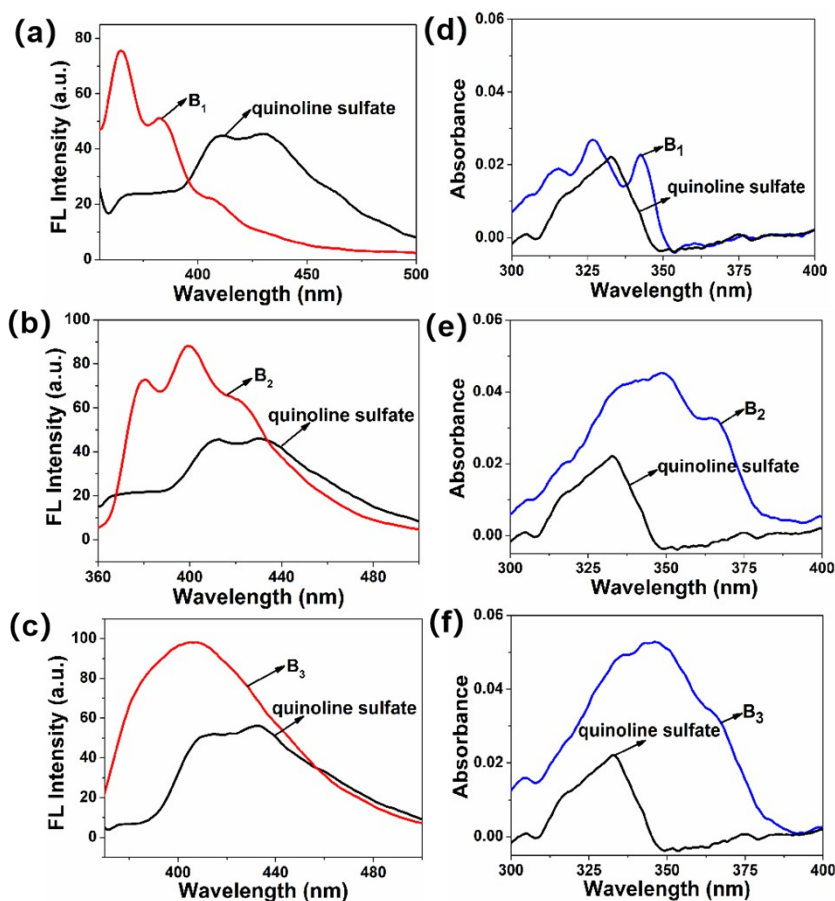 (a)
80
60
40
20
0
FL Intensity (a.u.)
B1
quinoline sulfate
400
450
500
Wavelength (nm)
(d)
0.06
0.04
0.02
0.00
Absorbance
B1
quinoline sulfate
300
325
350
375
400
Wavelength (nm)
(b)
100
80
60
40
20
0
FL Intensity (a.u.)
B2
quinoline sulfate
360
400
440
480
Wavelength (nm)
(e)
0.06
0.04
0.02
0.00
Absorbance
B2
quinoline sulfate
300
325
350
375
400
Wavelength (nm)
(c)
100
80
60
40
20
0
FL Intensity (a.u.)
B3
quinoline sulfate
400
440
480
Wavelength (nm)
(f)
0.06
0.04
0.02
0.00
Absorbance
B3
quinoline sulfate
300
325
350
375
400
Wavelength (nm)